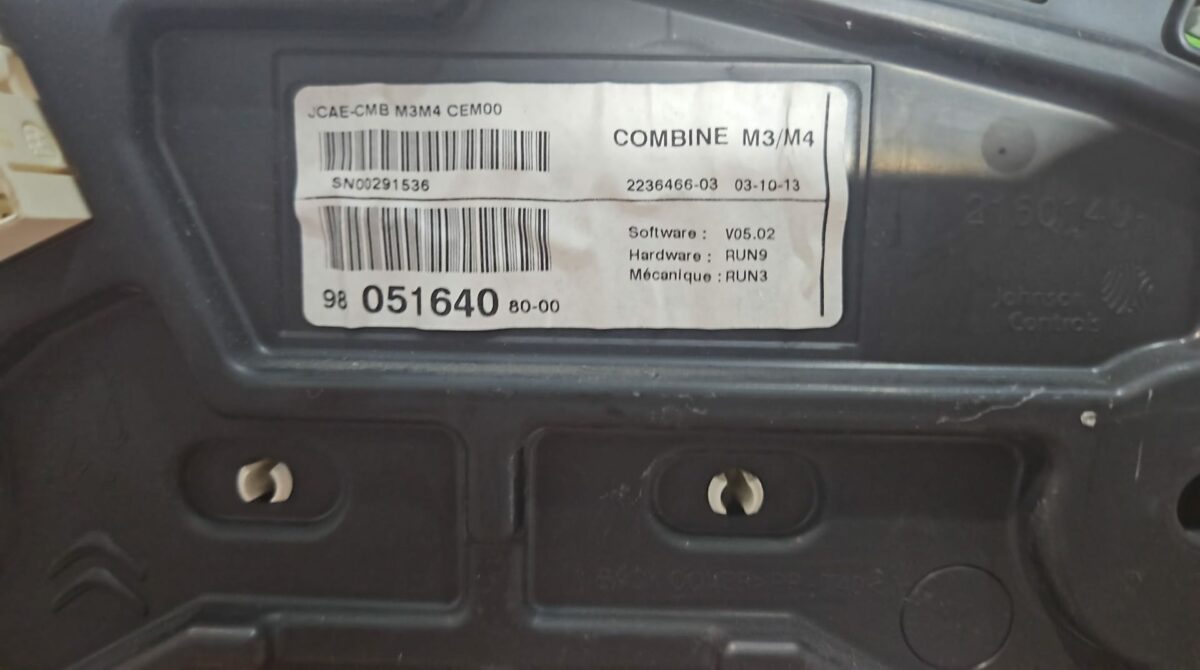 JCAE-CMB M3M4 CEM00
COMBINE M3/M4
SN00291536
2236466-03 03-10-13
Software : V05.02
Hardware : RUN9
Mécanique : RUN3
98 051640 80-00
Johnson
Controls